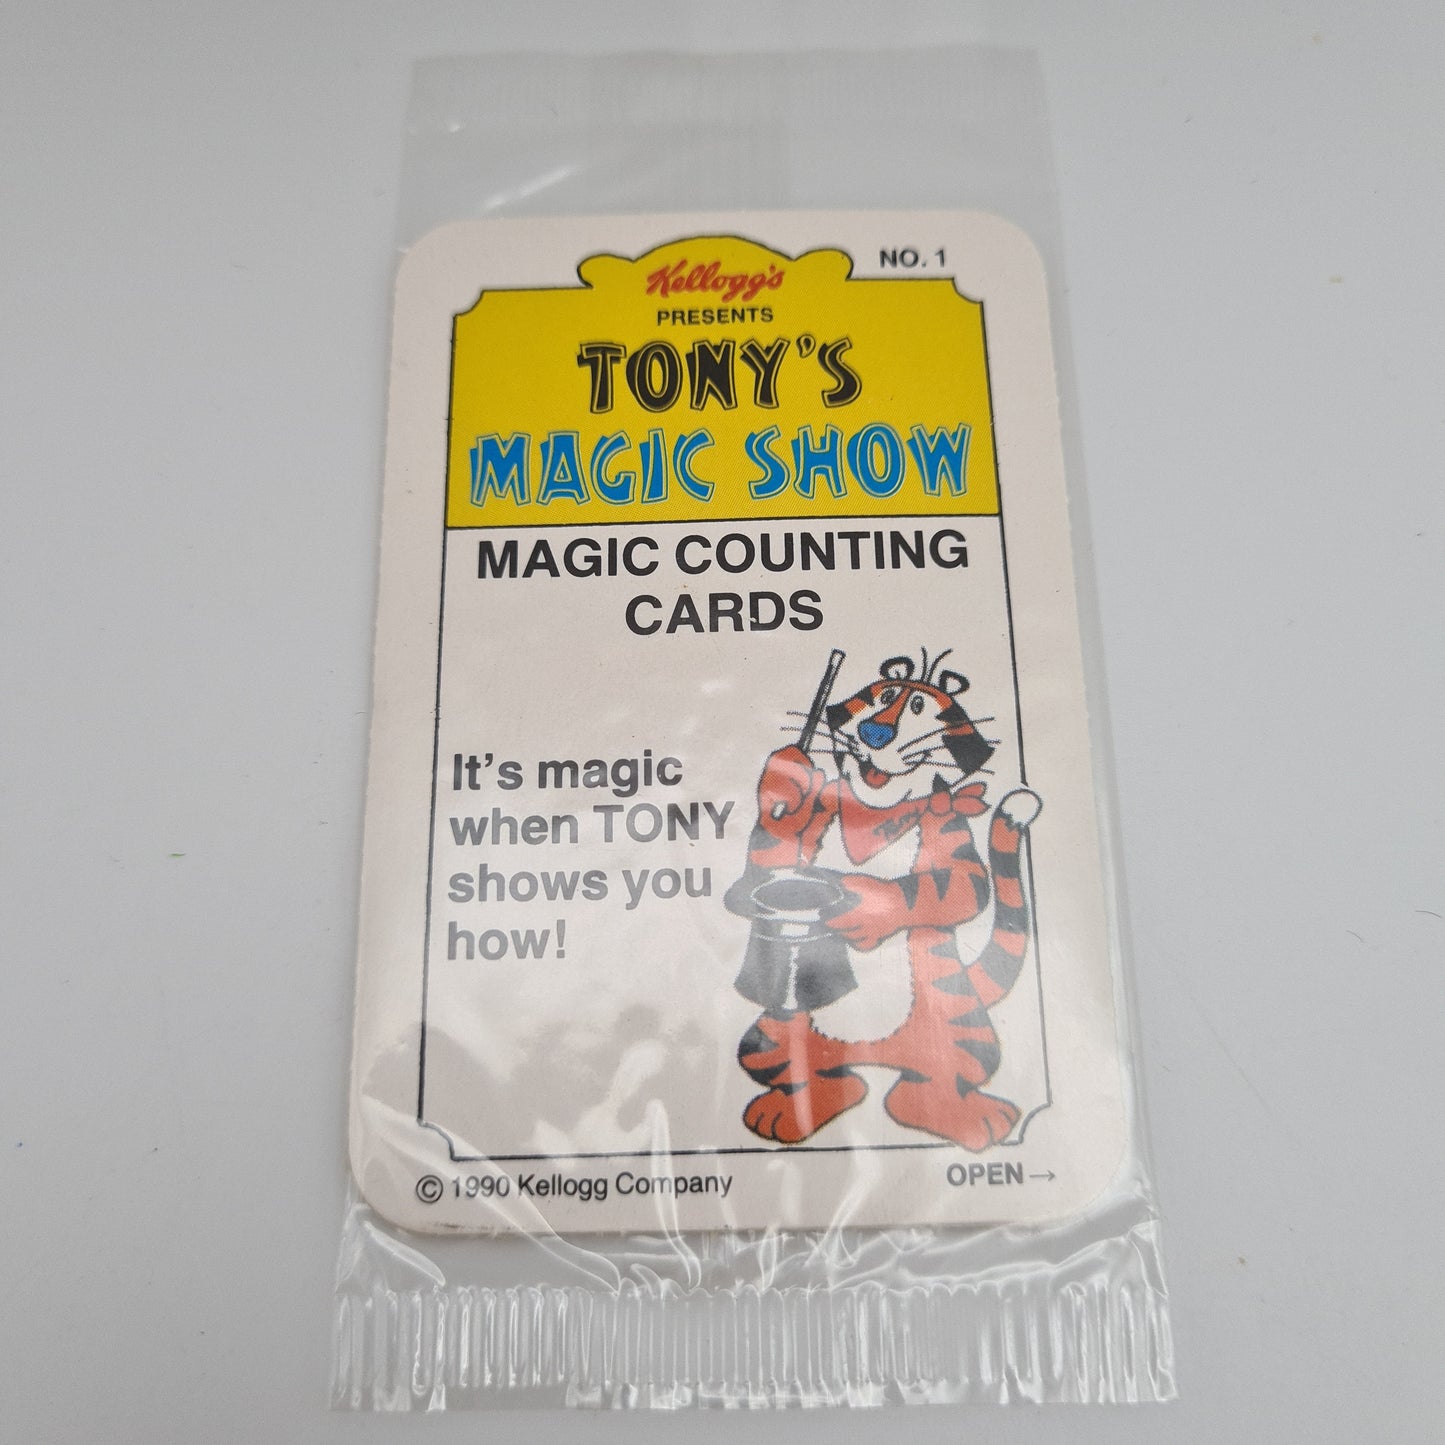 NO. 1
Kellogg's
PRESENTS
TONY'S
MAGIC SHOW
MAGIC COUNTING
CARDS
It's magic
when TONY
shows you
how!
Tony
© 1990 Kellogg Company
OPEN→